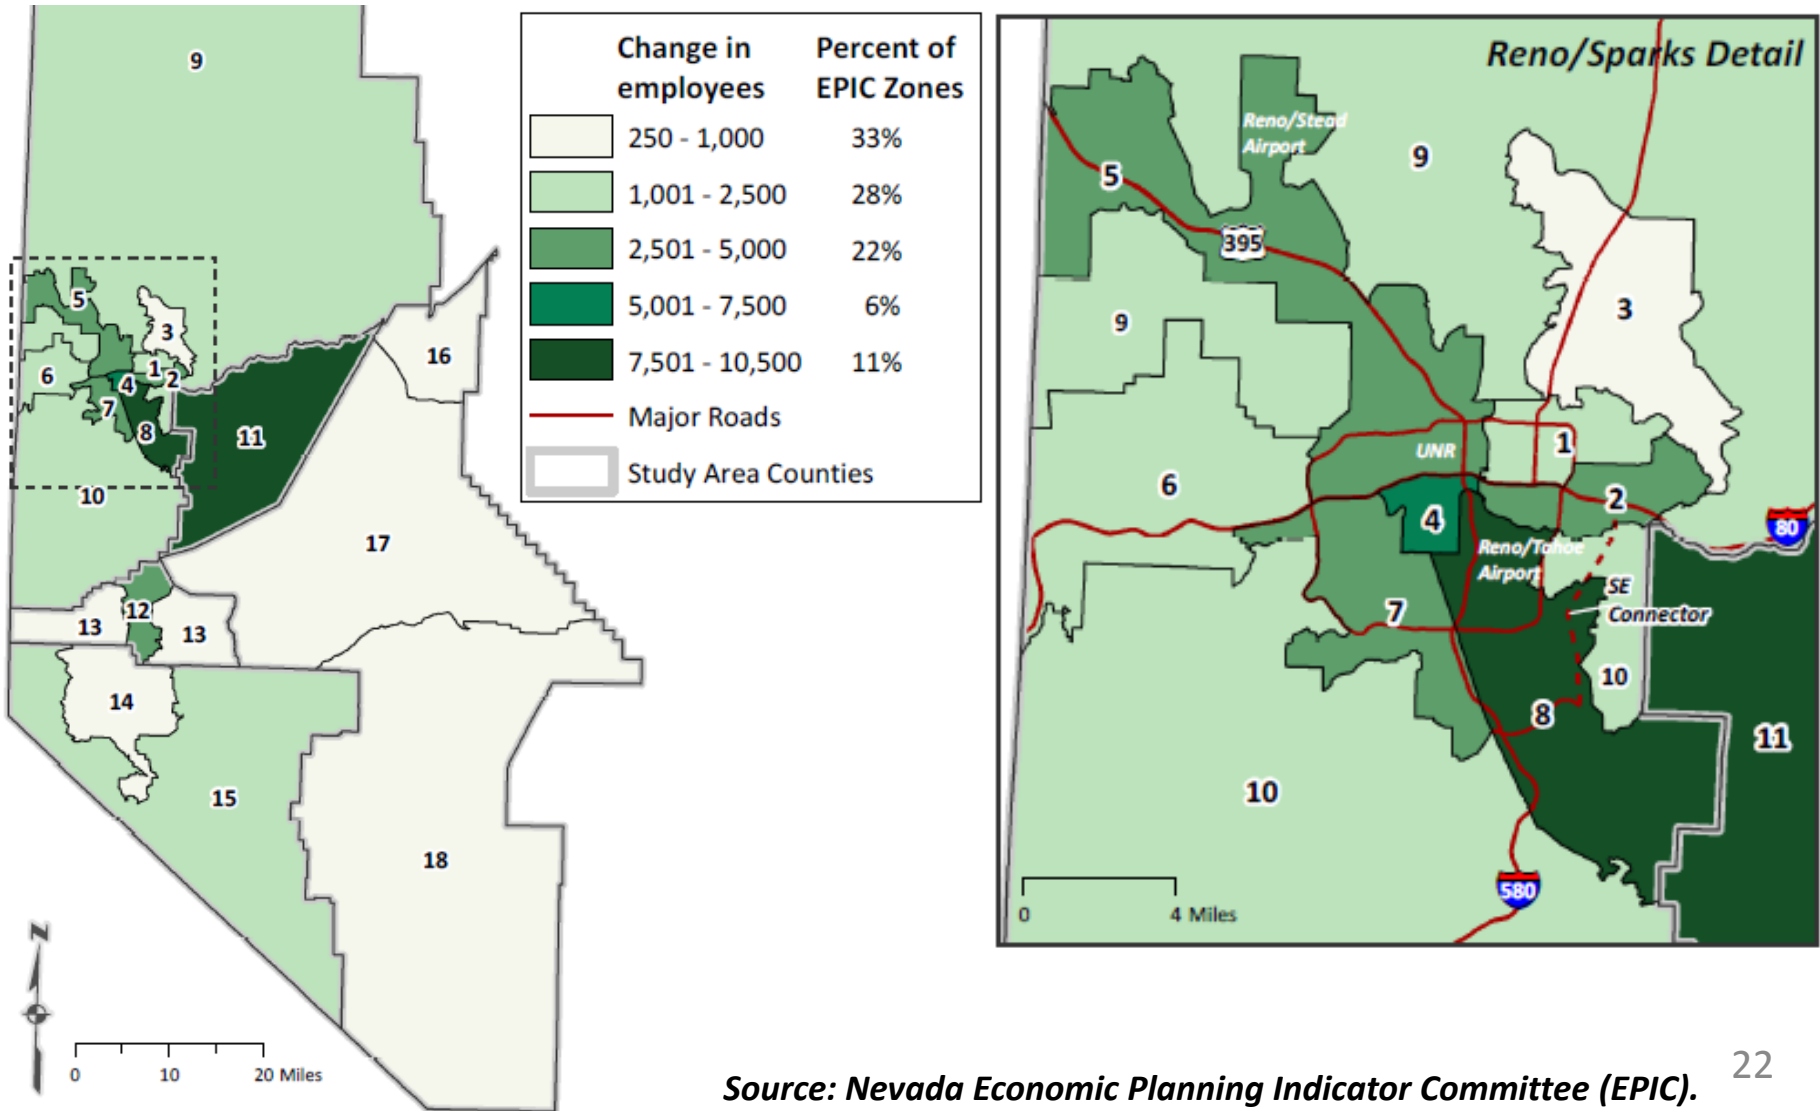 9
5
3
6
1
2
4
7
8
11
10
16
17
12
13
13
14
15
18
N
0 10 20 Miles
Change in employees Percent of EPIC Zones
250 - 1,000 33%
1,001 - 2,500 28%
2,501 - 5,000 22%
5,001 - 7,500 6%
7,501 - 10,500 11%
Major Roads
Study Area Counties
Reno/Sparks Detail
Reno/Stead
Airport
9
5
395
3
9
UNR
1
6
2
4
80
Reno/Tahoe
Airport
SE
Connector
7
10
8
11
10
580
0 4 Miles
Source: Nevada Economic Planning Indicator Committee (EPIC).
22